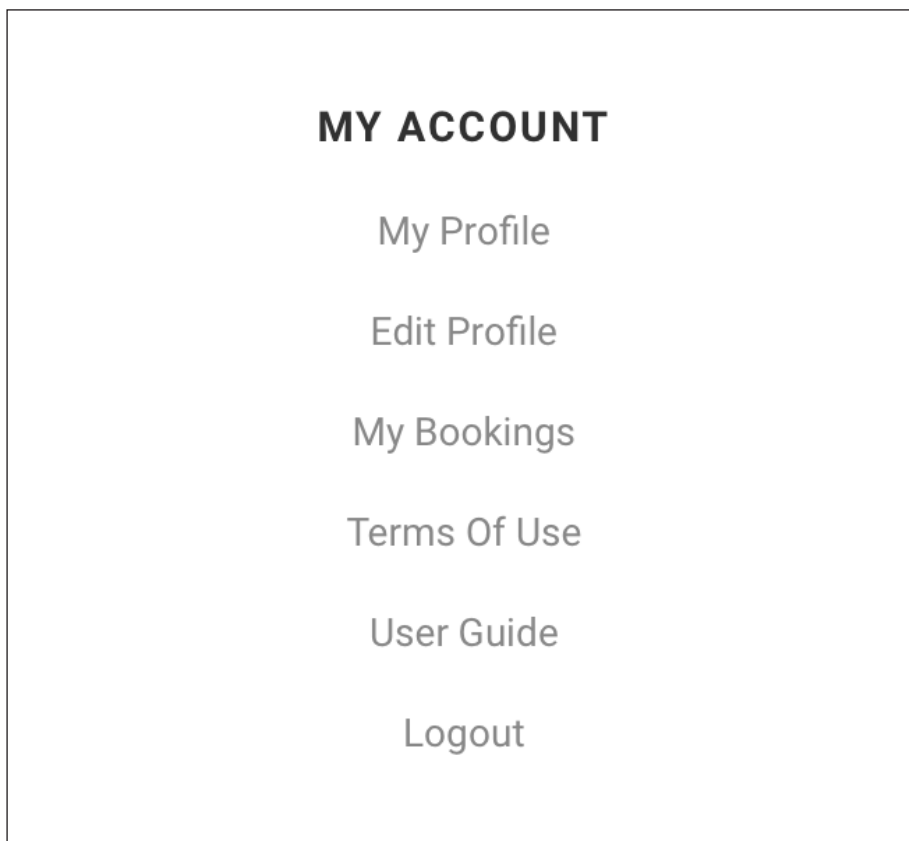 MY ACCOUNT
My Profile
Edit Profile
My Bookings
Terms Of Use
User Guide
Logout